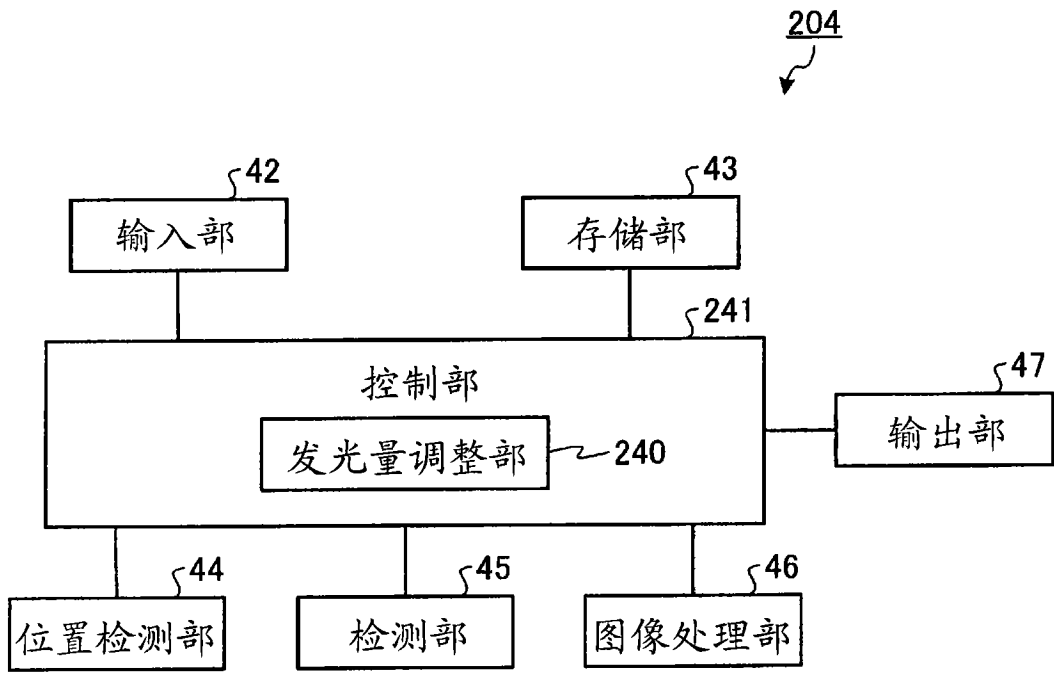 204
42
43
输入部
存储部
241
控制部
47
发光量调整部
240
输出部
44
45
46
位置检测部
检测部
图像处理部